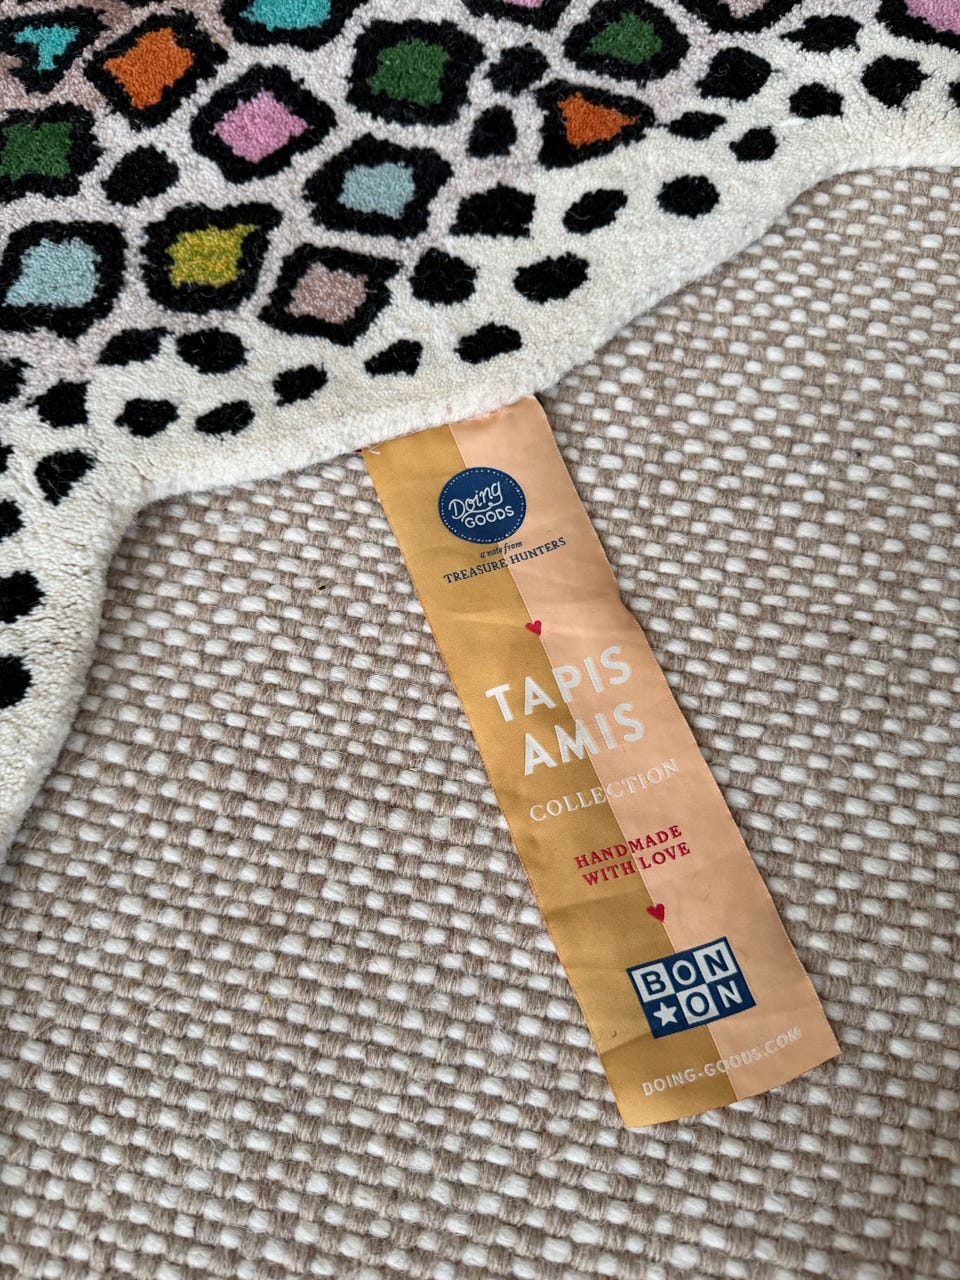 Doing
GOODS
a note from
TREASURE HUNTERS
TAPIS
AMIS
COLLECTION
HANDMADE
WITH LOVE
BON
ON
DOING-GOODS.COM